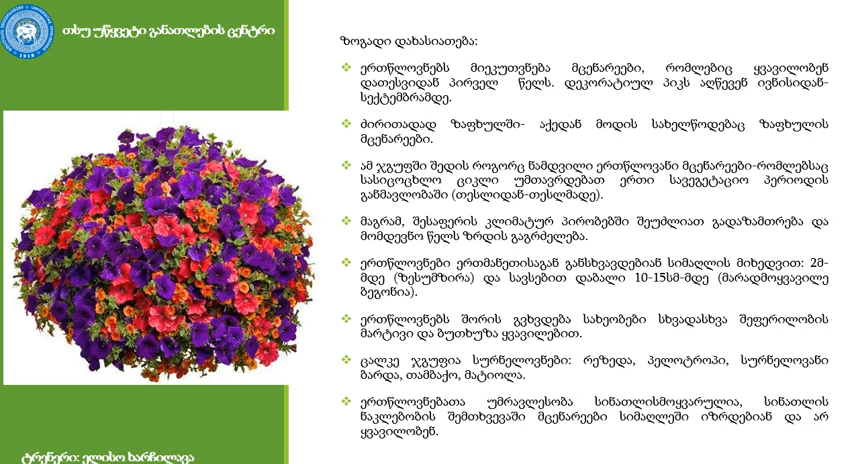 თსუ უწყვეტი განათლების ცენტრი
ზოგადი დახასიათება:
❖ ერთწლოვნებს მიეკუთვნება მცენარეები, რომლებიც ყვავილობენ
დათესვიდან პირველ წელს. დეკორატიულ პიკს აღწევენ ივნისიდან-
სექტემბრამდე.
❖ ძირითადად ზაფხულში- აქედან მოდის სახელწოდებაც ზაფხულის
მცენარეები.
❖ ამ ჯგუფში შედის როგორც ნამდვილი ერთწლოვანი მცენარეები-რომლებსაც
სასიცოცხლო ციკლი უმთავრდებათ ერთი სავეგეტაციო პერიოდის
განმავლობაში (თესლიდან-თესლმადე).
❖ მაგრამ, შესაფერის კლიმატურ პირობებში შეუძლიათ გადაზამთრება და
მომდევნო წელს ზრდის გაგრძელება.
❖ ერთწლოვნები ერთმანეთისაგან განსხვავდებიან სიმაღლის მიხედვით: 2მ-
მდე (ზესუმზირა) და სავსებით დაბალი 10-15სმ-მდე (მარადმოყვავილე
ბეგონია).
❖ ერთწლოვნებს შორის გვხვდება სახეობები სხვადასხვა შეფერილობის
მარტივი და ბუთხუზა ყვავილებით.
❖ ცალკე ჯგუფია სურნელოვნები: რეზედა, პელოტროპი, სურნელოვანი
ბარდა, თამბაქო, მატიოლა.
❖ ერთწლოვნებათა უმრავლესობა სინათლისმოყვარულია, სინათლის
ნაკლებობის შემთხვევაში მცენარეები სიმაღლეში იზრდებიან და არ
ყვავილობენ.
ტრენერი: ელისო ხარჩილავა